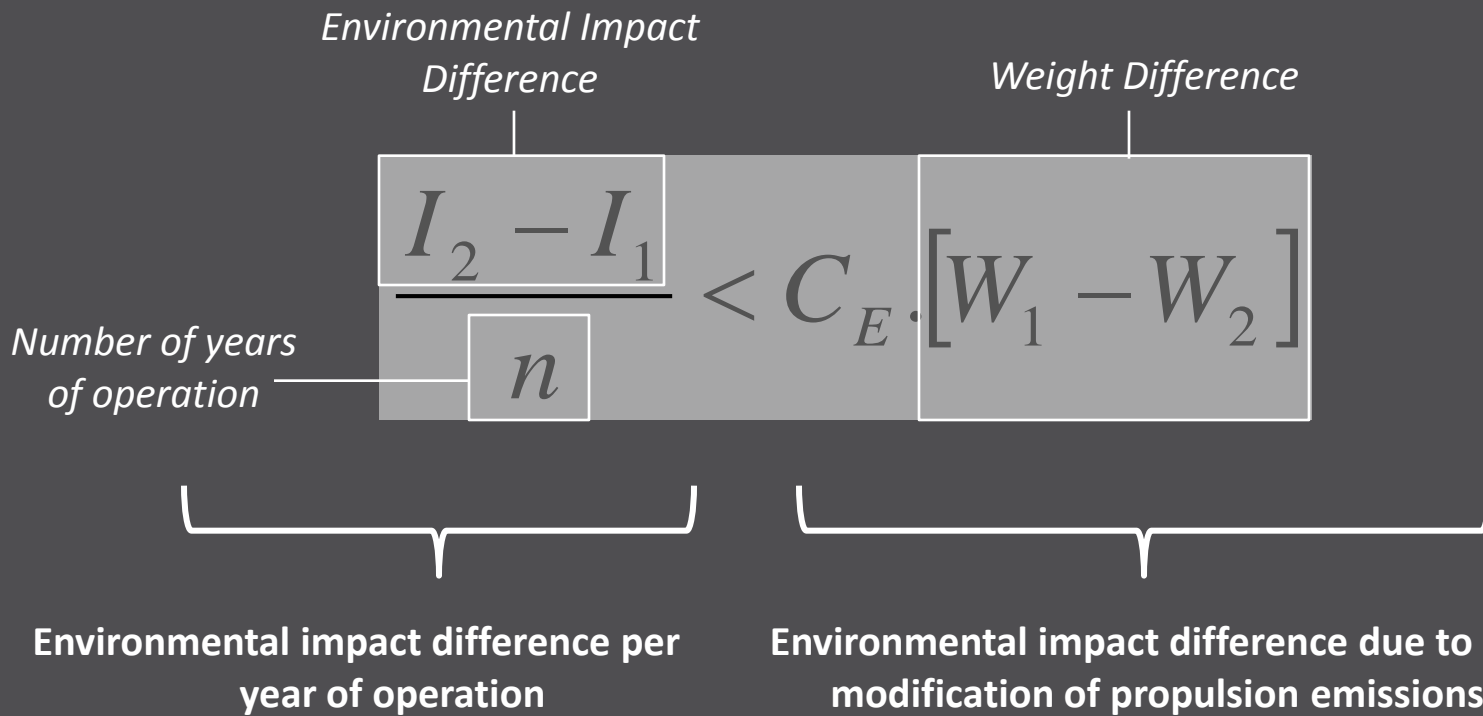 Environmental Impact
Difference
Weight Difference
I₂ − I₁
n
< C_E . [W₁ − W₂]
Number of years
of operation
Environmental impact difference per
year of operation
Environmental impact difference due to
modification of propulsion emissions